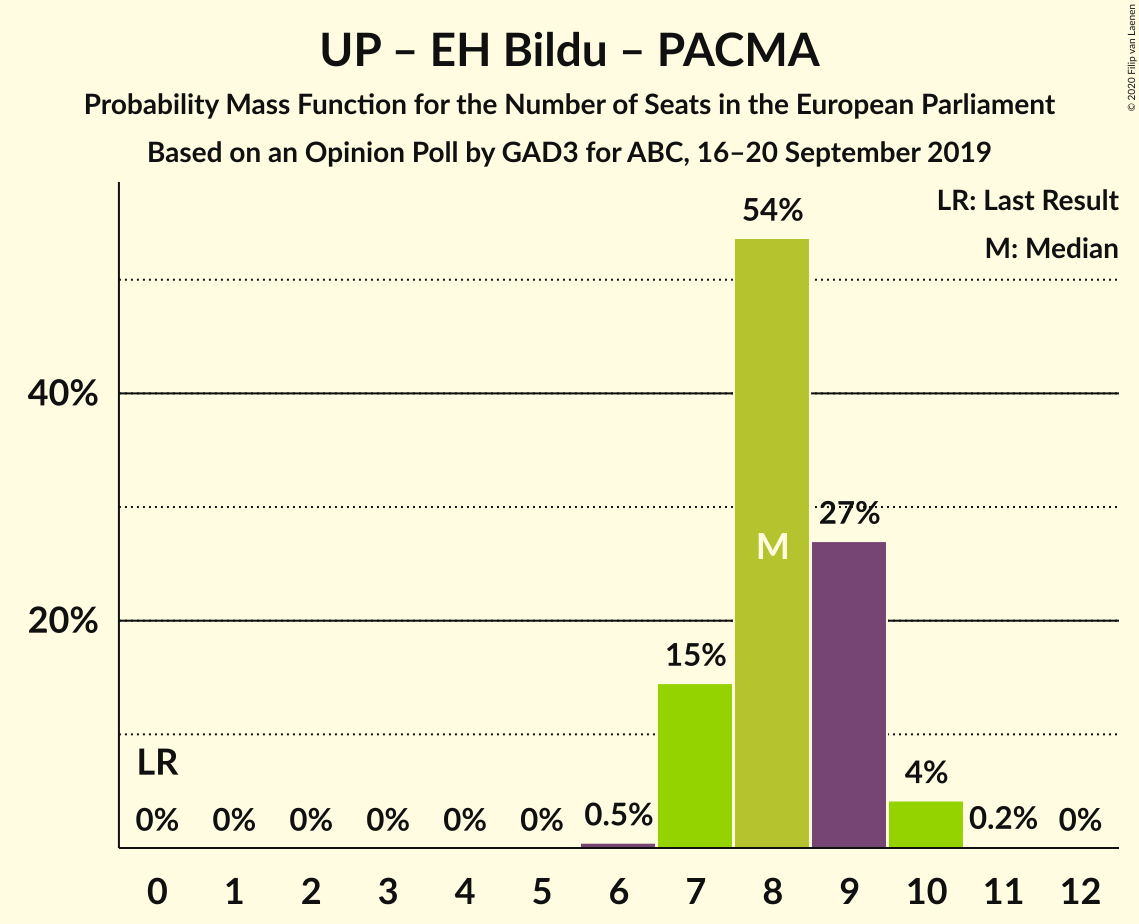 UP – EH Bildu – PACMA
Probability Mass Function for the Number of Seats in the European Parliament
Based on an Opinion Poll by GAD3 for ABC, 16–20 September 2019
© 2020 Filip van Laenen
LR: Last Result
M: Median
54%
40%
27%
M
20%
15%
LR
4%
0% 0% 0% 0% 0% 0% 0.5% 0.2% 0%
0 1 2 3 4 5 6 7 8 9 10 11 12